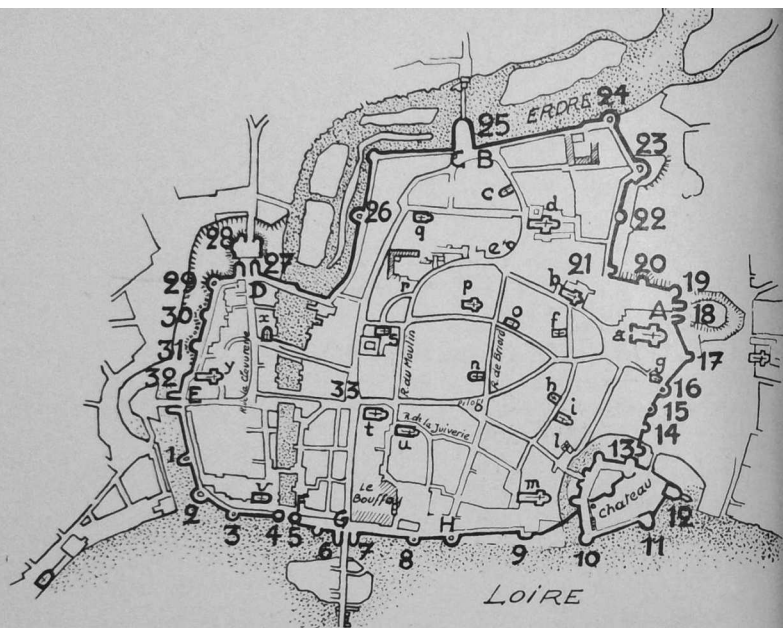 ERDRE
24
25
C B
23
c
d
26
q
22
e
28
27
21
20
19
29
D
r
p
h
A
18
30
x
o
f
a
s
31
R. du Moulin
R. de Briord
17
y
g
32
n
16
E
33
h
15
t
R. de la Juiverie
i
14
u
l
13
1
Le
Bouffay
v
m
chateau
2
F
12
3
4
5
G
H
11
6
7
8
9
10
LOIRE